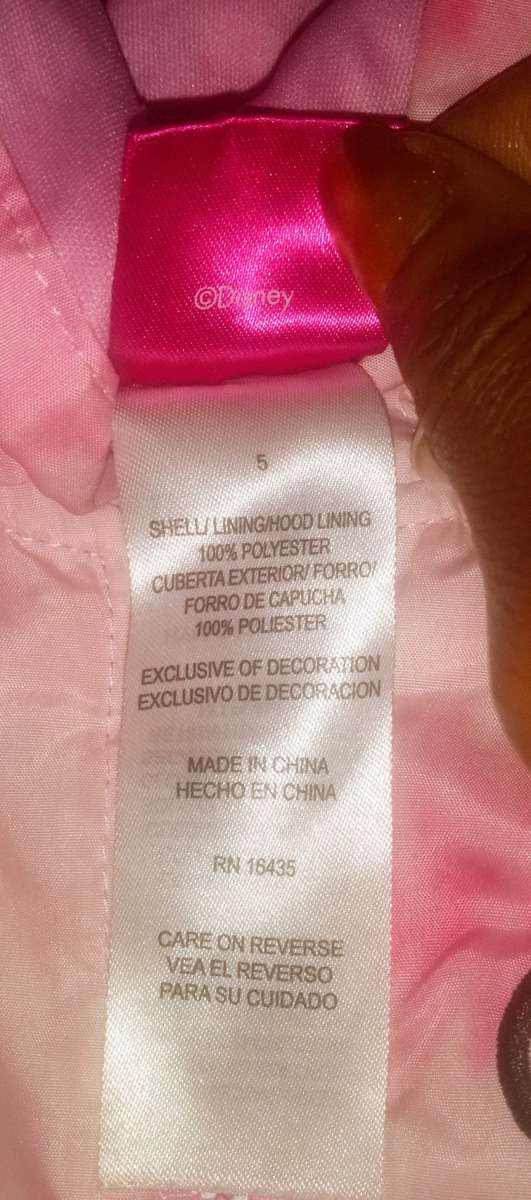 ©Disney
5
SHELL/ LINING/HOOD LINING
100% POLYESTER
CUBERTA EXTERIOR/ FORRO/
FORRO DE CAPUCHA
100% POLIESTER
EXCLUSIVE OF DECORATION
EXCLUSIVO DE DECORACION
MADE IN CHINA
HECHO EN CHINA
RN 16435
CARE ON REVERSE
VEA EL REVERSO
PARA SU CUIDADO